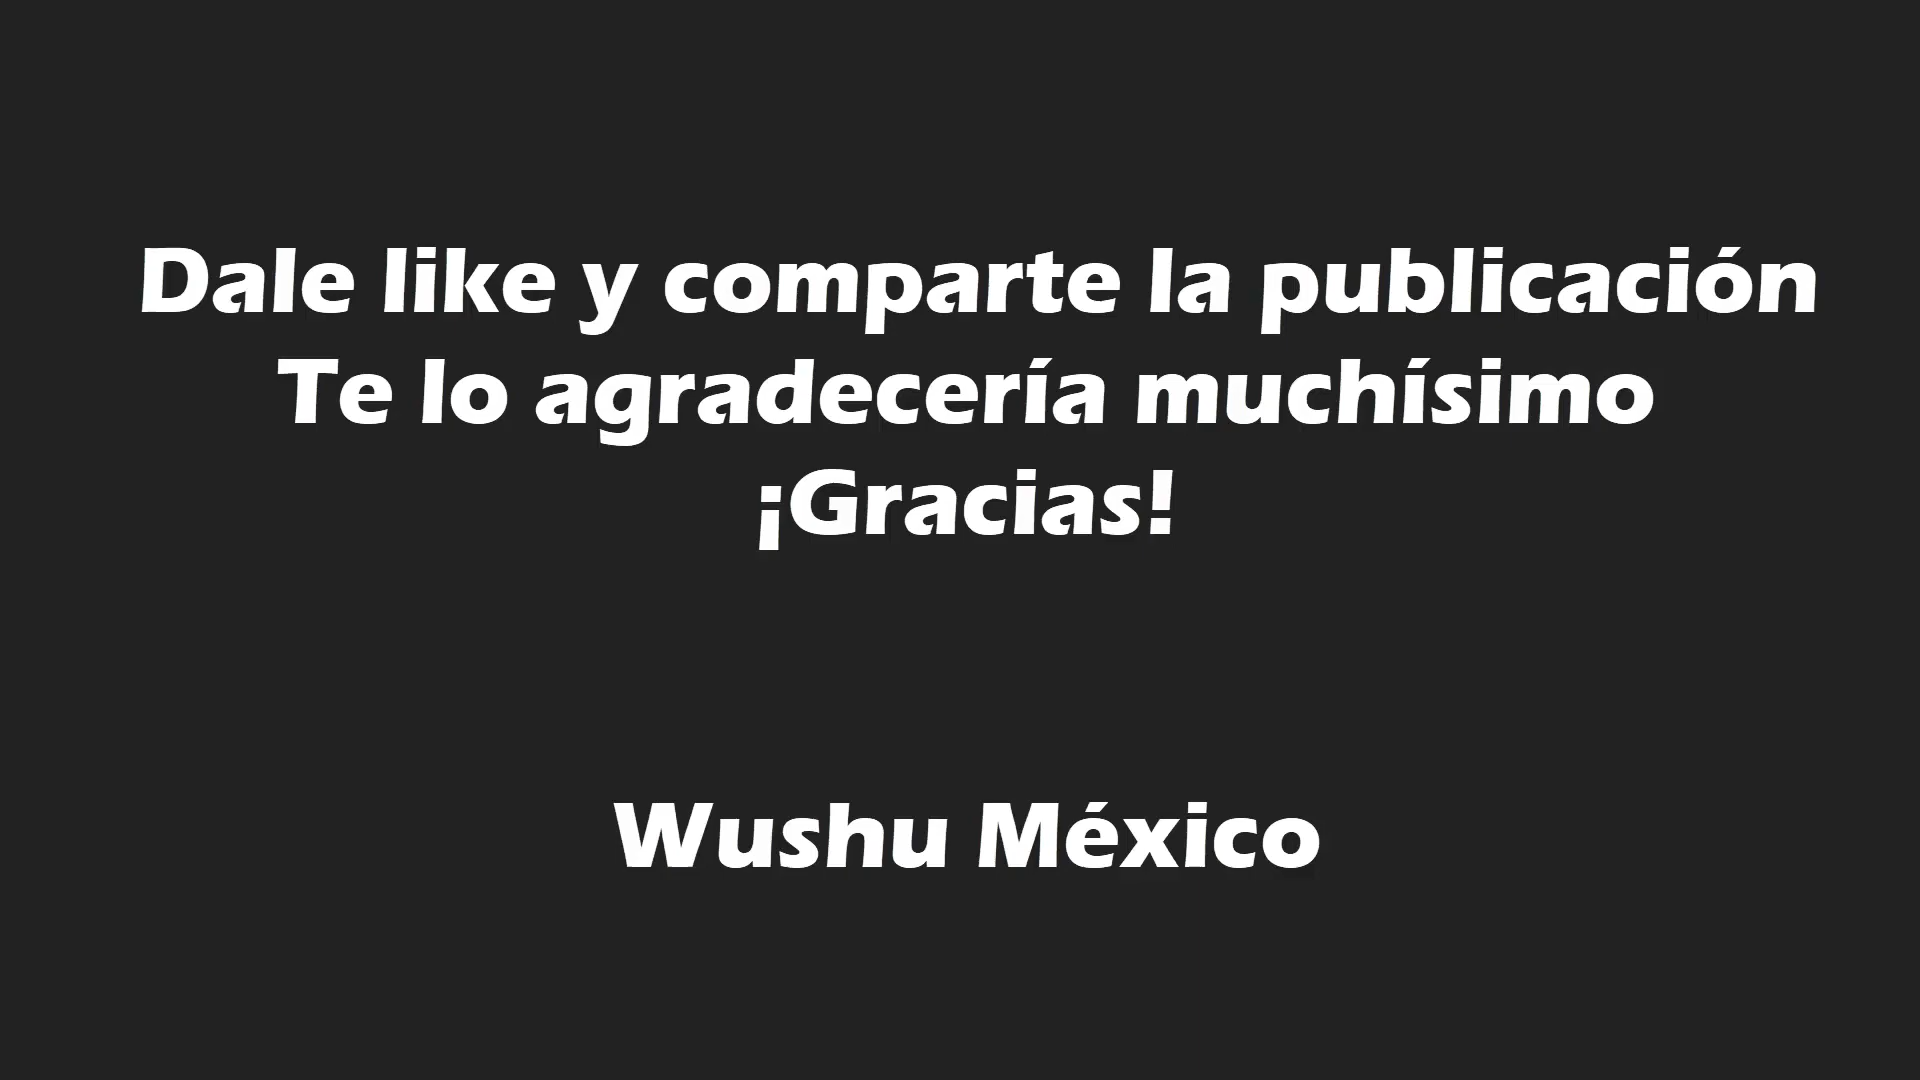 Dale like y comparte la publicación
Te lo agradecería muchísimo
¡Gracias!
Wushu México